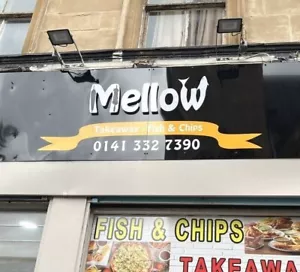 Mellow
Takeaway - Fish & Chips
0141 332 7390
FISH & CHIPS
TAKEAWA